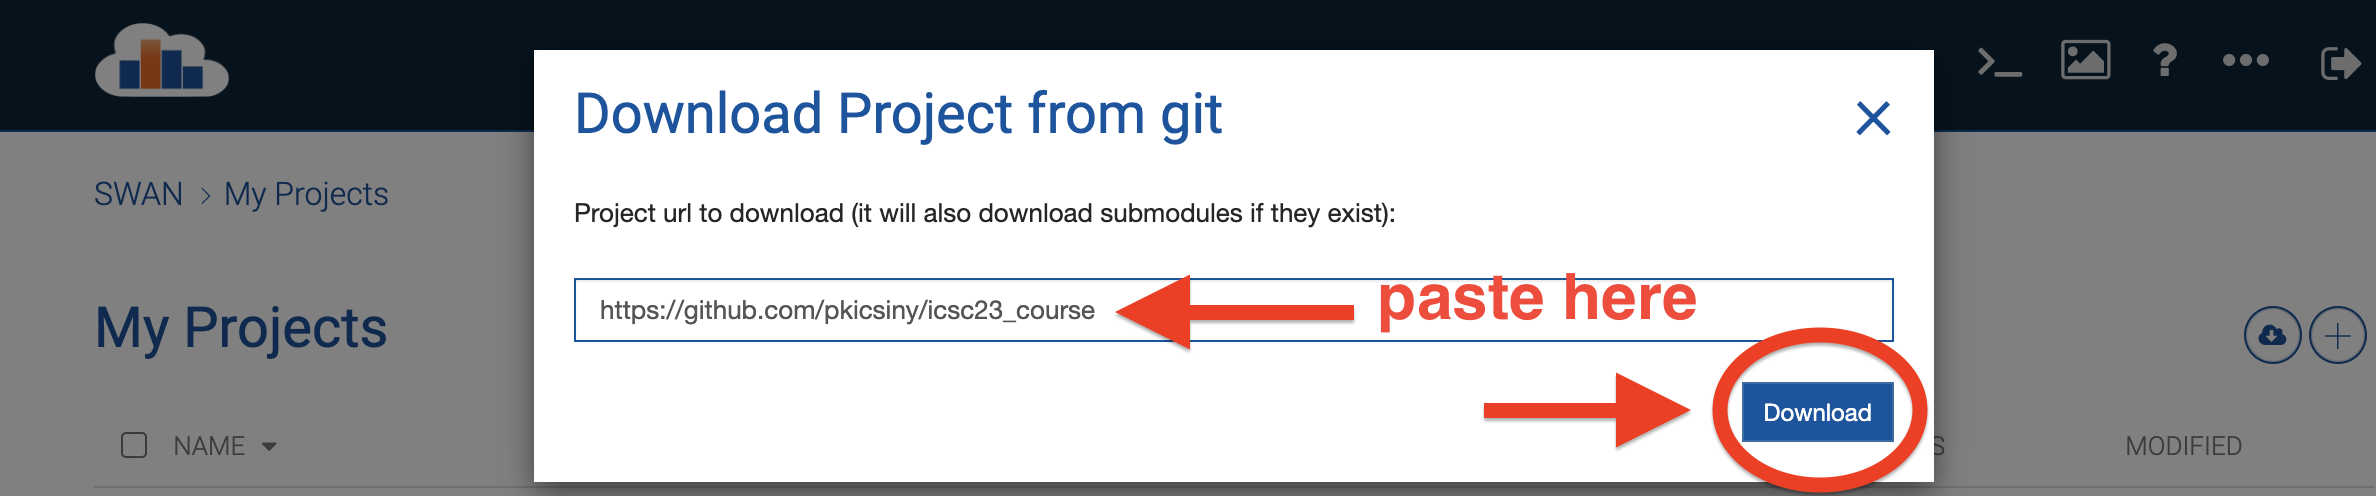 Download Project from git
SWAN > My Projects
Project url to download (it will also download submodules if they exist):
https://github.com/pkicsiny/icsc23_course
paste here
My Projects
Download
NAME
S
MODIFIED